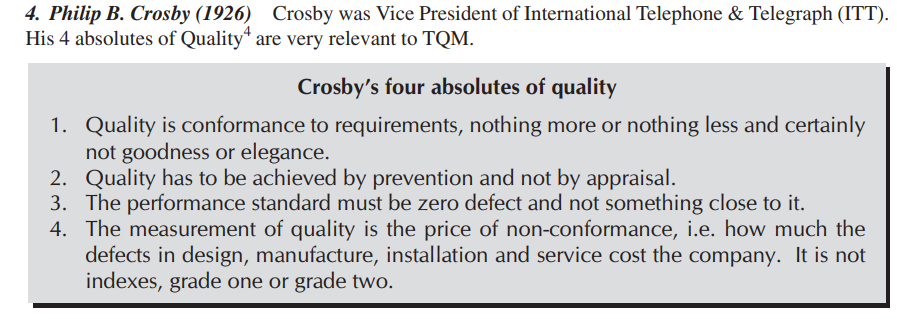 4. Philip B. Crosby (1926) Crosby was Vice President of International Telephone & Telegraph (ITT).
His 4 absolutes of Quality4 are very relevant to TQM.
Crosby's four absolutes of quality
1. Quality is conformance to requirements, nothing more or nothing less and certainly
not goodness or elegance.
2. Quality has to be achieved by prevention and not by appraisal.
3. The performance standard must be zero defect and not something close to it.
4. The measurement of quality is the price of non-conformance, i.e. how much the
defects in design, manufacture, installation and service cost the company. It is not
indexes, grade one or grade two.